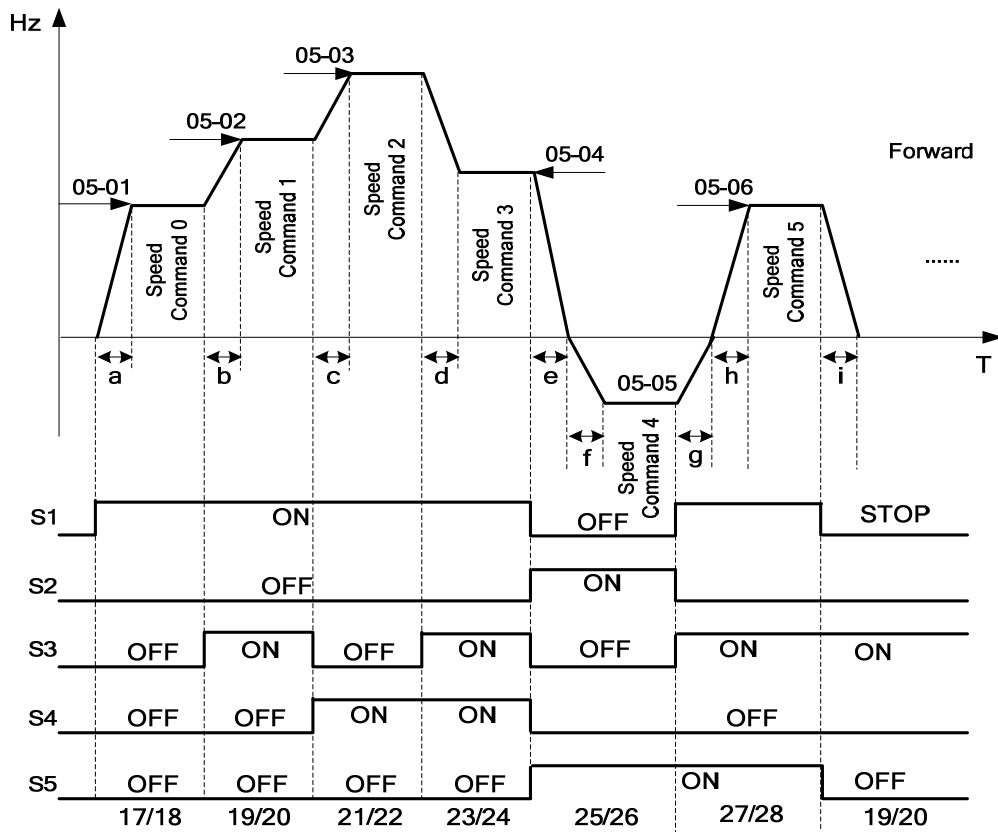 Hz
05-03
05-02
05-04
Forward
05-01
05-06
Speed
Command 0
Speed
Command 1
Speed
Command 2
Speed
Command 3
Speed
Command 5
......
T
a
b
c
d
e
h
i
05-05
f
g
Speed
Command 4
S1
ON
OFF
STOP
S2
OFF
ON
S3
OFF
ON
OFF
ON
OFF
ON
ON
S4
OFF
OFF
ON
ON
OFF
S5
OFF
OFF
OFF
OFF
ON
OFF
17/18
19/20
21/22
23/24
25/26
27/28
19/20